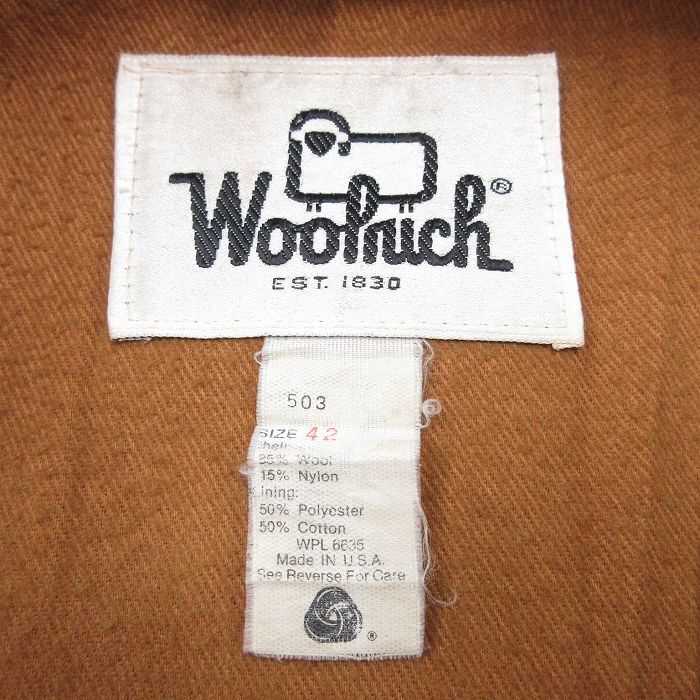 Woolrich®
EST. 1830
503
SIZE 42
Shell:
85% Wool
15% Nylon
Lining:
50% Polyester
50% Cotton
WPL 6635
Made IN U.S.A.
See Reverse For Care
®